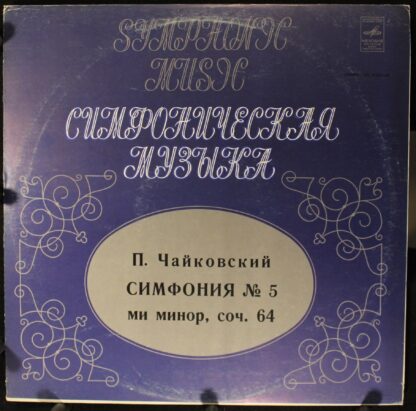 SYMPHONIC
MUSIC
СИМФОНИЧЕСКАЯ
МУЗЫКА
П. Чайковский
СИМФОНИЯ № 5
ми минор, соч. 64